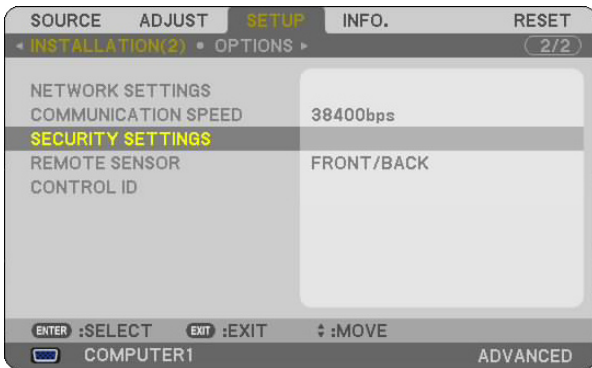 SOURCE ADJUST SETUP INFO. RESET
INSTALLATION(2) • OPTIONS 2/2
NETWORK SETTINGS
COMMUNICATION SPEED 38400bps
SECURITY SETTINGS
REMOTE SENSOR FRONT/BACK
CONTROL ID
ENTER :SELECT EXIT :EXIT :MOVE
COMPUTER1 ADVANCED